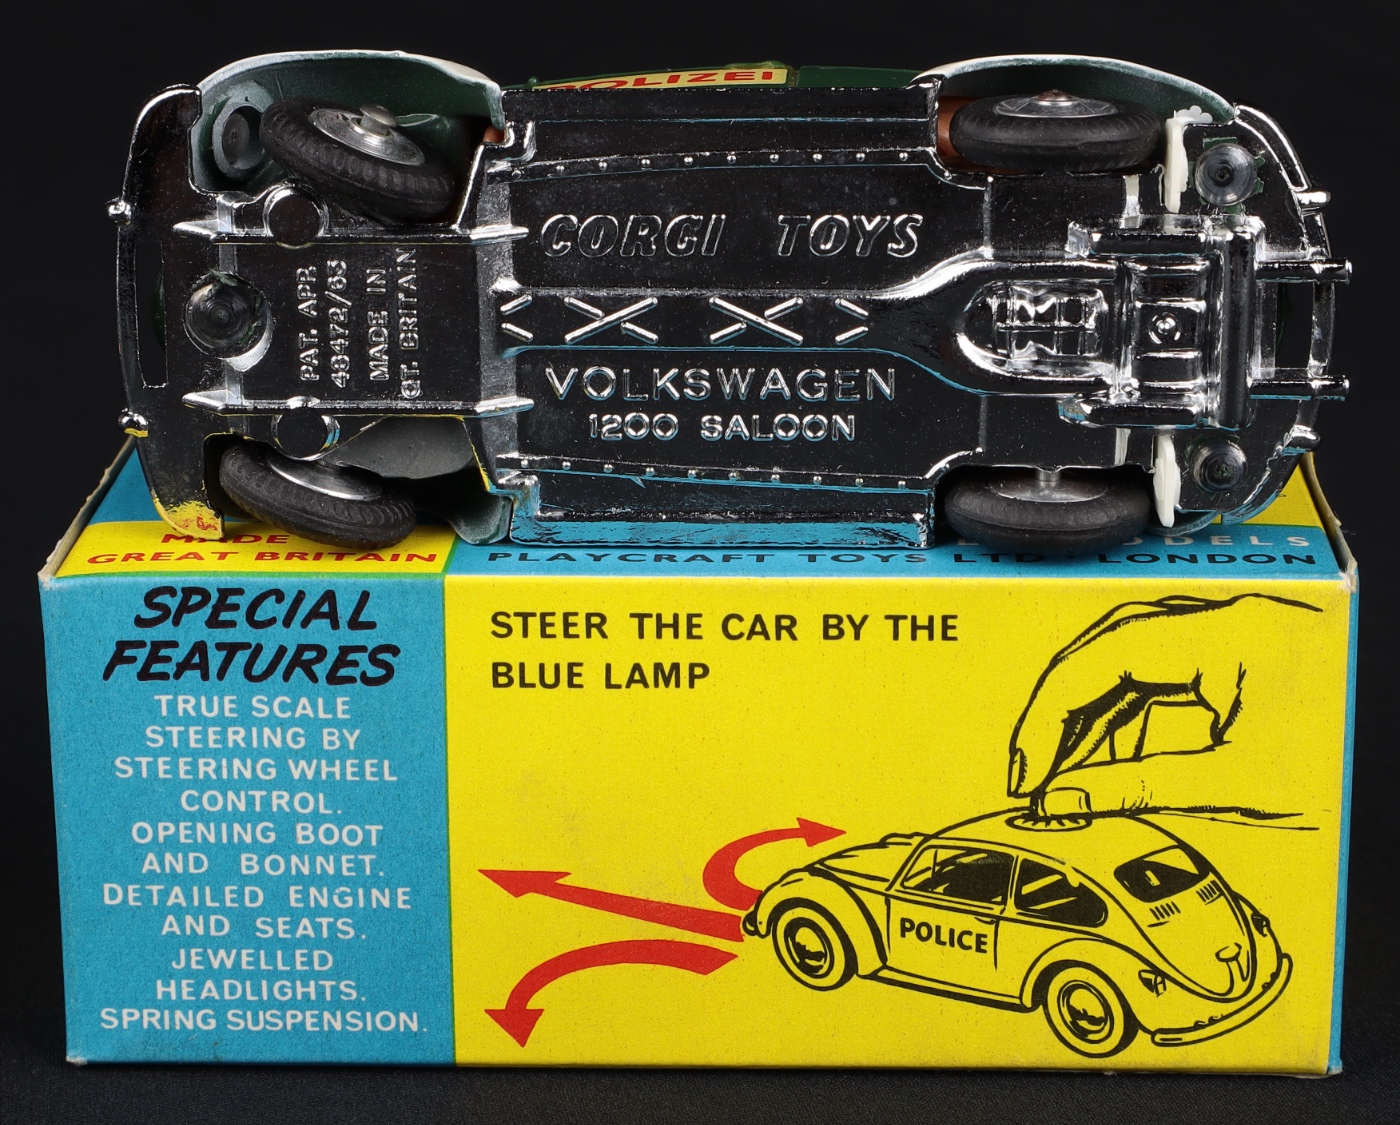 POLIZEI
CORGI TOYS
PAT. APP.
48472/63
MADE IN
GT. BRITAIN
VOLKSWAGEN
1200 SALOON
MADE
GREAT BRITAIN
MODELS
PLAYCRAFT TOYS LTD · LONDON
SPECIAL
FEATURES
TRUE SCALE
STEERING BY
STEERING WHEEL
CONTROL.
OPENING BOOT
AND BONNET.
DETAILED ENGINE
AND SEATS.
JEWELLED
HEADLIGHTS.
SPRING SUSPENSION.
STEER THE CAR BY THE
BLUE LAMP
POLICE